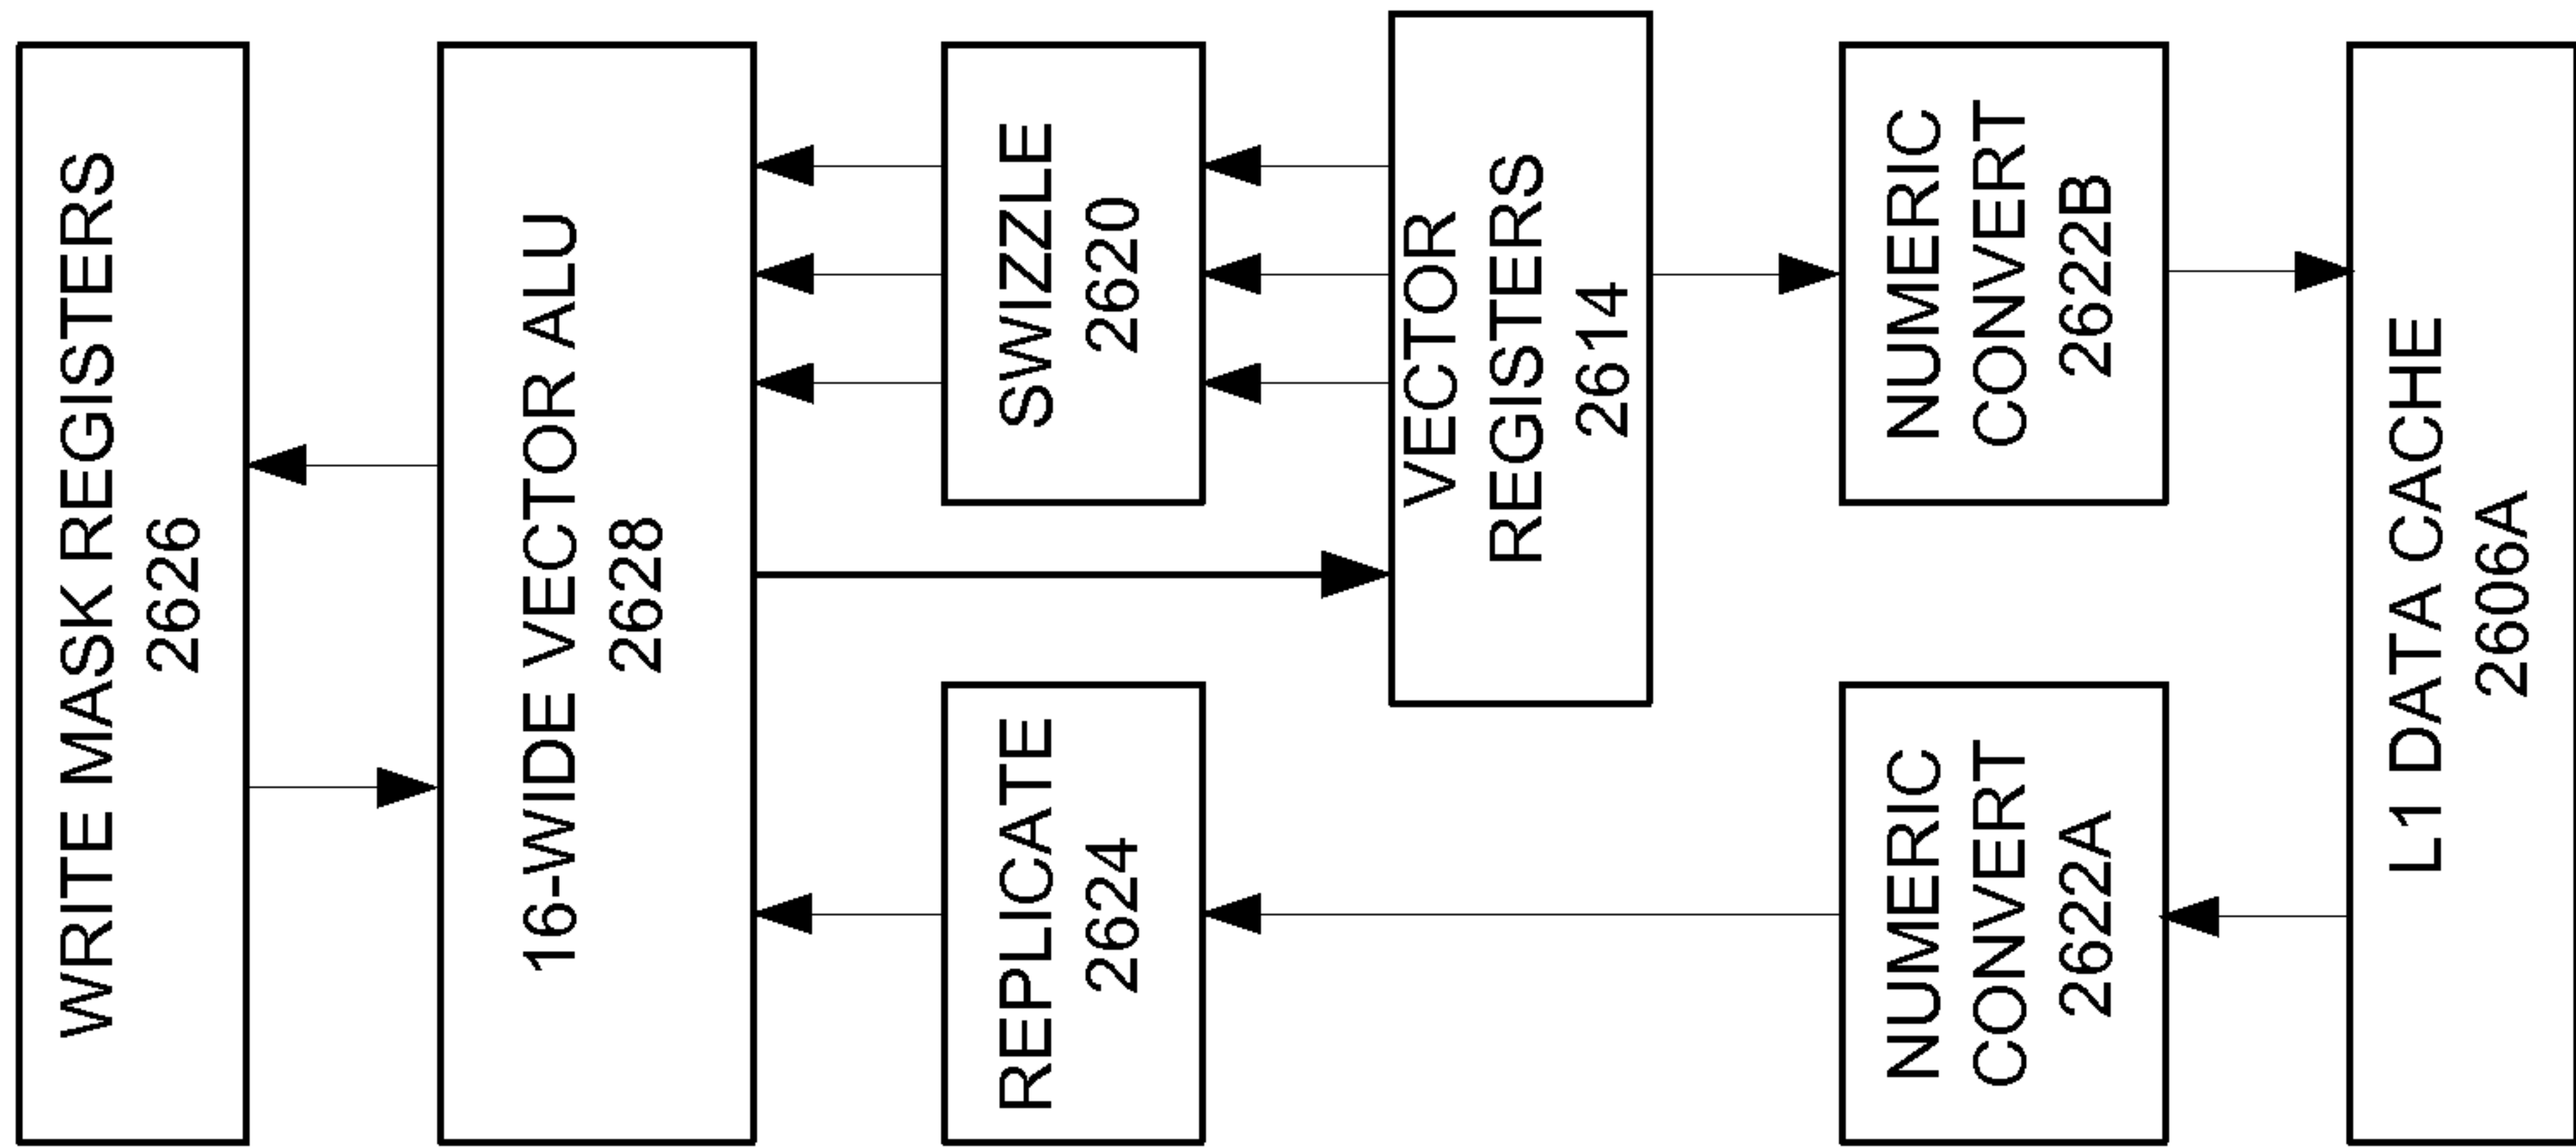 WRITE MASK REGISTERS
2626
16-WIDE VECTOR ALU
2628
REPLICATE
2624
SWIZZLE
2620
VECTOR
REGISTERS
2614
NUMERIC
CONVERT
2622A
NUMERIC
CONVERT
2622B
L1 DATA CACHE
2606A